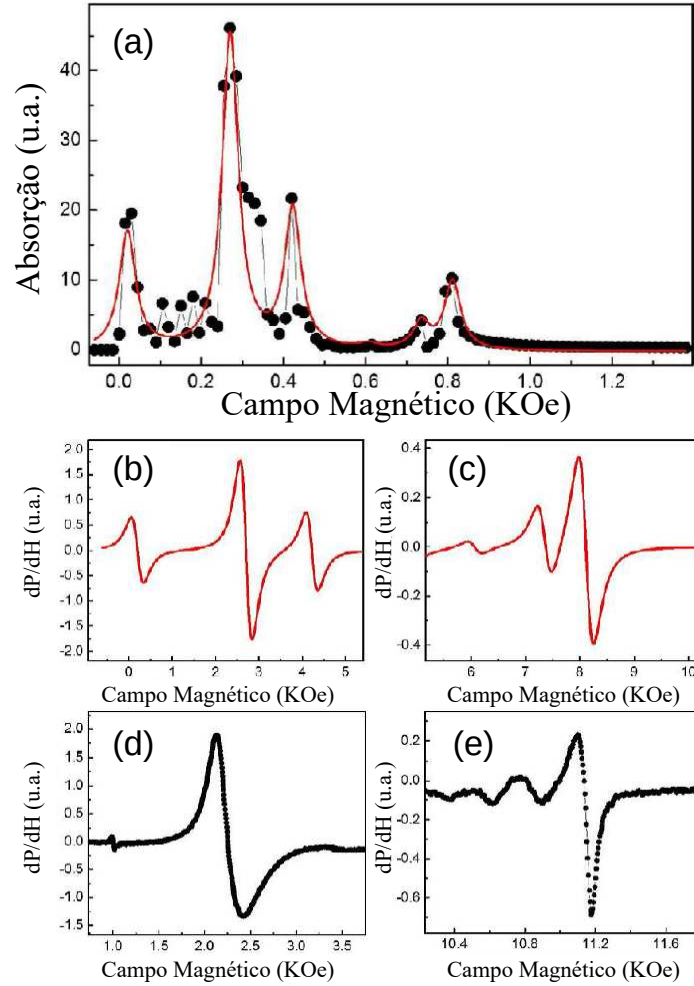 (a)
Absorção (u.a.)
40
30
20
10
0
0.0 0.2 0.4 0.6 0.8 1.0 1.2
Campo Magnético (KOe)
(b)
dP/dH (u.a.)
2.0
1.5
1.0
0.5
0.0
-0.5
-1.0
-1.5
-2.0
0 1 2 3 4 5
Campo Magnético (KOe)
(c)
dP/dH (u.a.)
0.4
0.2
0.0
-0.2
-0.4
6 7 8 9 10
Campo Magnético (KOe)
(d)
dP/dH (u.a.)
2.0
1.5
1.0
0.5
0.0
-0.5
-1.0
-1.5
1.0 1.5 2.0 2.5 3.0 3.5
Campo Magnético (KOe)
(e)
dP/dH (u.a.)
0.2
0.0
-0.2
-0.4
-0.6
10.4 10.8 11.2 11.6
Campo Magnético (KOe)